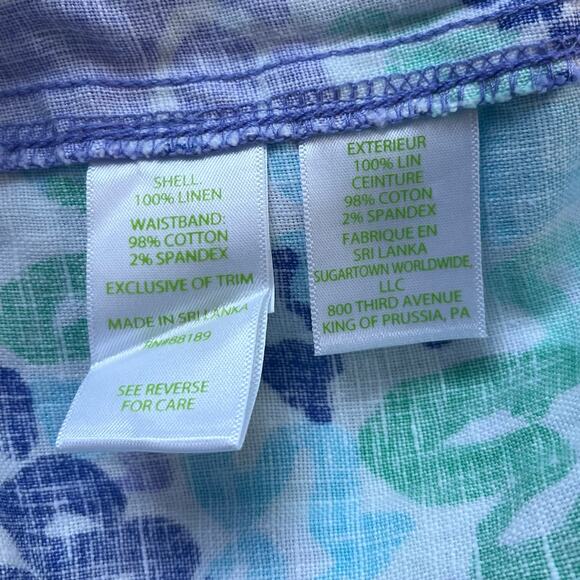 SHELL
100% LINEN
WAISTBAND:
98% COTTON
2% SPANDEX
EXCLUSIVE OF TRIM
MADE IN SRI LANKA
RN#88189
SEE REVERSE
FOR CARE
EXTERIEUR
100% LIN
CEINTURE
98% COTON
2% SPANDEX
FABRIQUE EN
SRI LANKA
SUGARTOWN WORLDWIDE,
LLC
800 THIRD AVENUE
KING OF PRUSSIA, PA